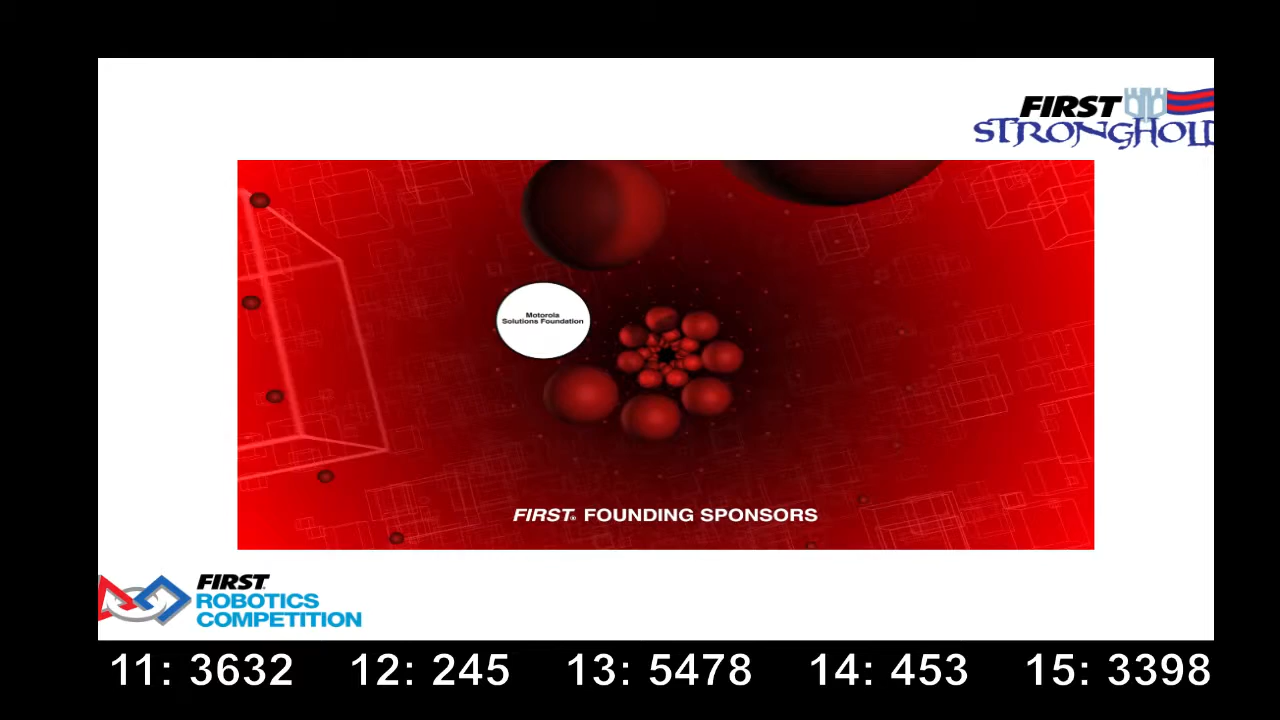 FIRST
STRONGHOLD
Motorola
Solutions Foundation
FIRST® FOUNDING SPONSORS
FIRST®
ROBOTICS
COMPETITION
11: 3632 12: 245 13: 5478 14: 453 15: 3398